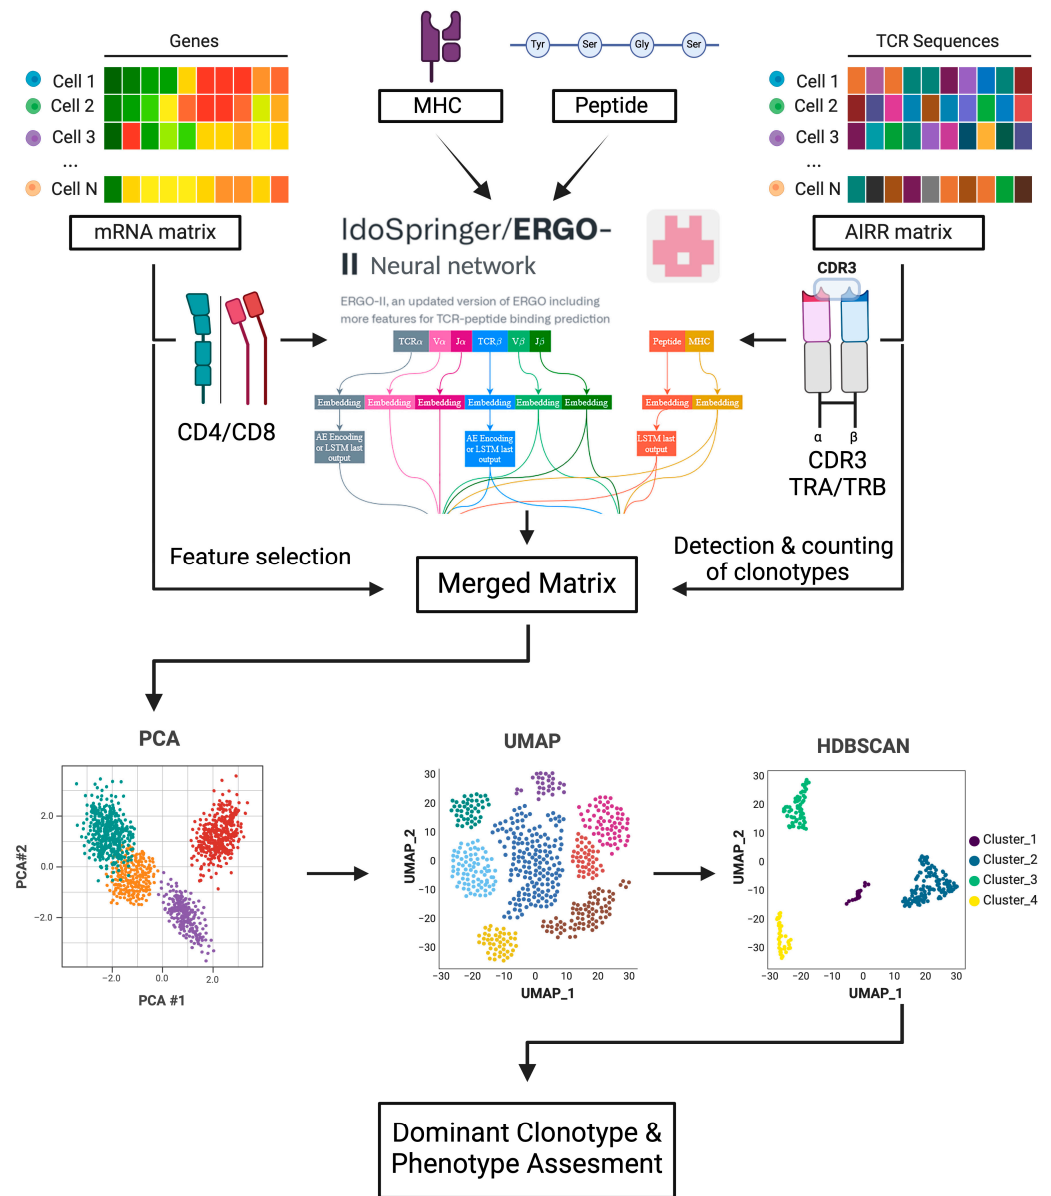 Genes
Cell 1
Cell 2
Cell 3
...
Cell N
mRNA matrix
MHC
Tyr
Ser
Gly
Ser
Peptide
TCR Sequences
Cell 1
Cell 2
Cell 3
...
Cell N
AIRR matrix
IdoSpringer/ERGO-
II Neural network
ERGO-II, an updated version of ERGO including
more features for TCR-peptide binding prediction
TCRα
Vα
Jα
TCRβ
Vβ
Jβ
Peptide
MHC
Embedding
Embedding
Embedding
Embedding
Embedding
Embedding
Embedding
Embedding
AE Encoding
or LSTM last
output
AE Encoding
or LSTM last
output
LSTM last
output
CD4/CD8
CDR3
α
β
CDR3
TRA/TRB
Feature selection
Detection & counting
of clonotypes
Merged Matrix
PCA
PCA#2
2.0
0.0
−2.0
−2.0
0.0
2.0
PCA #1
UMAP
UMAP_2
30
20
10
0
−10
−20
−30
−30
−20
−10
0
10
20
30
UMAP_1
HDBSCAN
UMAP_2
30
20
10
0
−10
−20
−30
−30
−20
−10
0
10
20
30
UMAP_1
Cluster_1
Cluster_2
Cluster_3
Cluster_4
Dominant Clonotype &
Phenotype Assesment